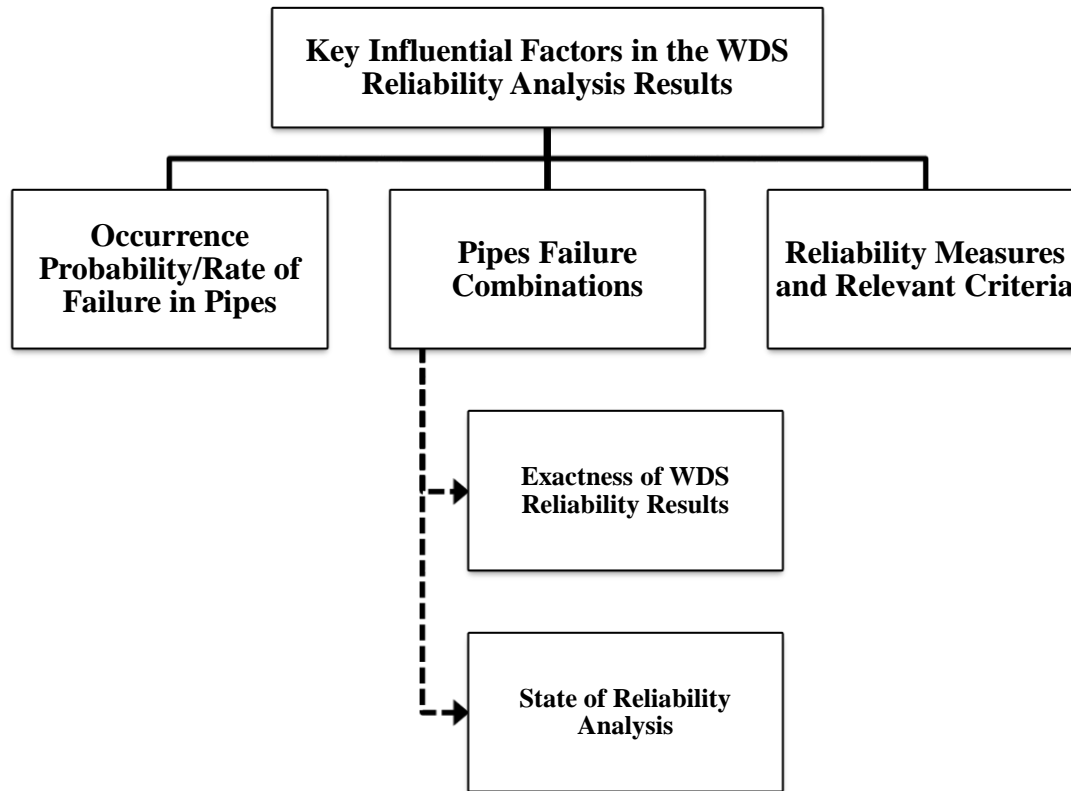 Key Influential Factors in the WDS
Reliability Analysis Results
Occurrence
Probability/Rate of
Failure in Pipes
Pipes Failure
Combinations
Reliability Measures
and Relevant Criteria
Exactness of WDS
Reliability Results
State of Reliability
Analysis